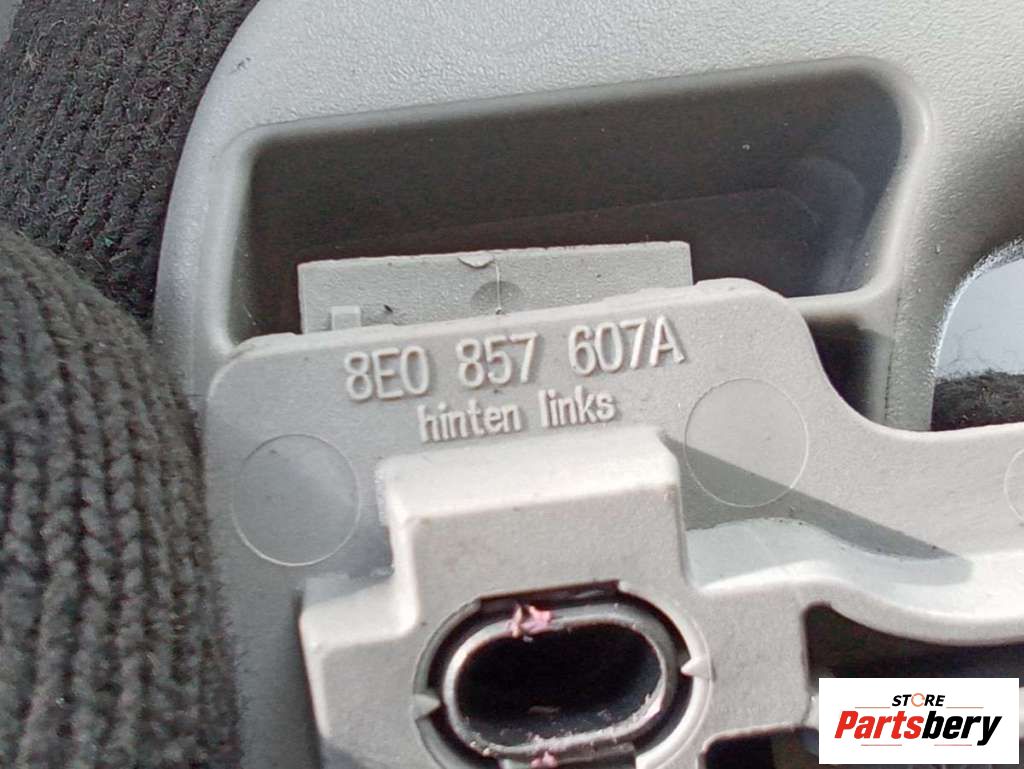 8E0 857 607A
hinten links
STORE
Partsbery